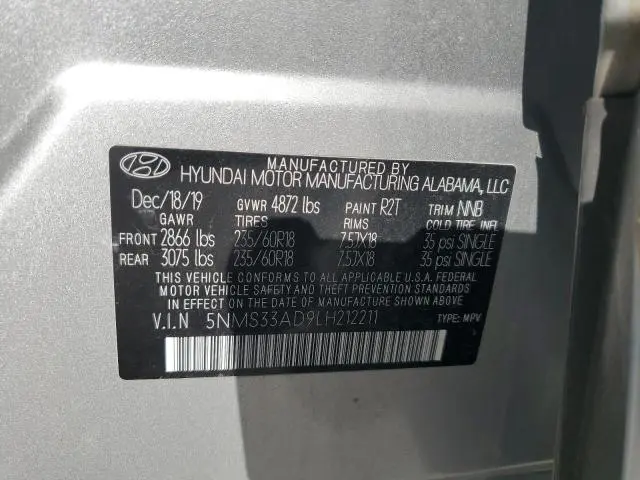 MANUFACTURED BY
HYUNDAI MOTOR MANUFACTURING ALABAMA, LLC
Dec/18/19 GVWR 4872 lbs PAINT R2T TRIM NNB
GAWR TIRES RIMS COLD TIRE INFL
FRONT 2866 lbs 235/60R18 7.5JX18 35 psi SINGLE
REAR 3075 lbs 235/60R18 7.5JX18 35 psi SINGLE
THIS VEHICLE CONFORMS TO ALL APPLICABLE U.S.A. FEDERAL
MOTOR VEHICLE SAFETY AND THEFT PREVENTION STANDARDS
IN EFFECT ON THE DATE OF MANUFACTURE SHOWN ABOVE.
V.I.N 5NMS33AD9LH212211 TYPE: MPV